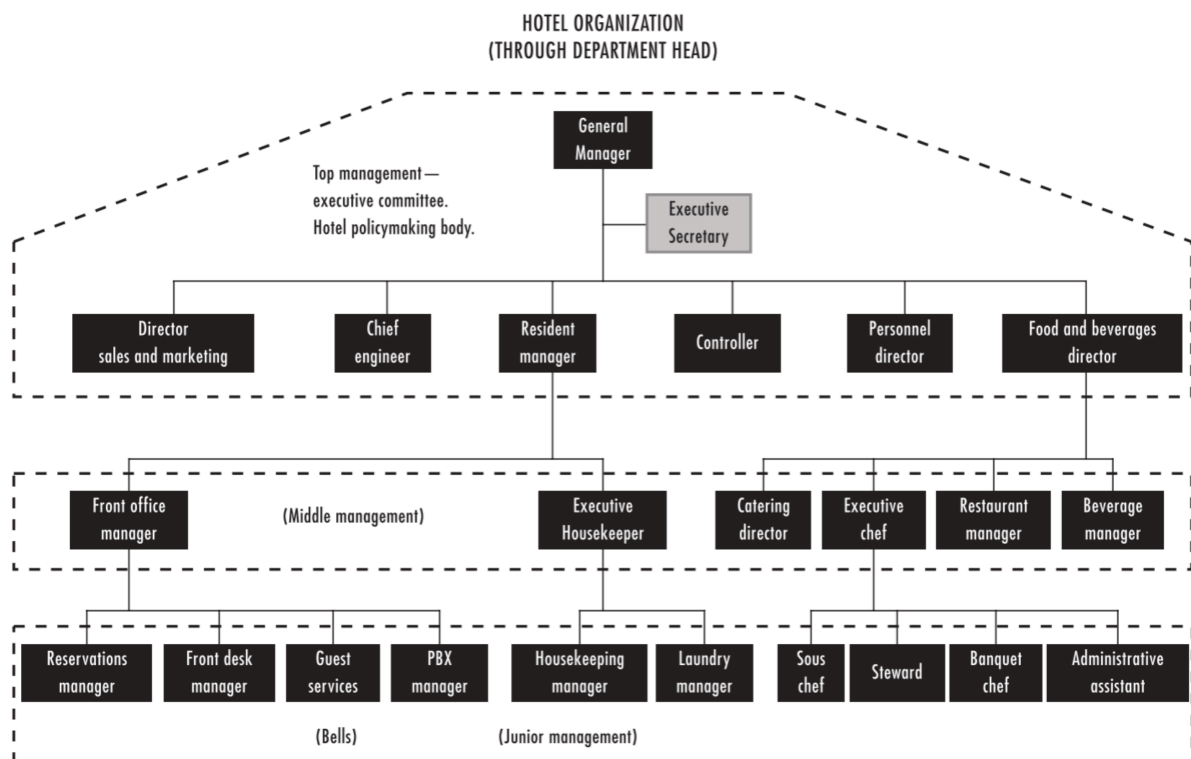 HOTEL ORGANIZATION
(THROUGH DEPARTMENT HEAD)
General
Manager
Top management—
executive committee.
Hotel policymaking body.
Executive
Secretary
Director
sales and marketing
Chief
engineer
Resident
manager
Controller
Personnel
director
Food and beverages
director
Front office
manager
(Middle management)
Executive
Housekeeper
Catering
director
Executive
chef
Restaurant
manager
Beverage
manager
Reservations
manager
Front desk
manager
Guest
services
PBX
manager
Housekeeping
manager
Laundry
manager
Sous
chef
Steward
Banquet
chef
Administrative
assistant
(Bells)
(Junior management)